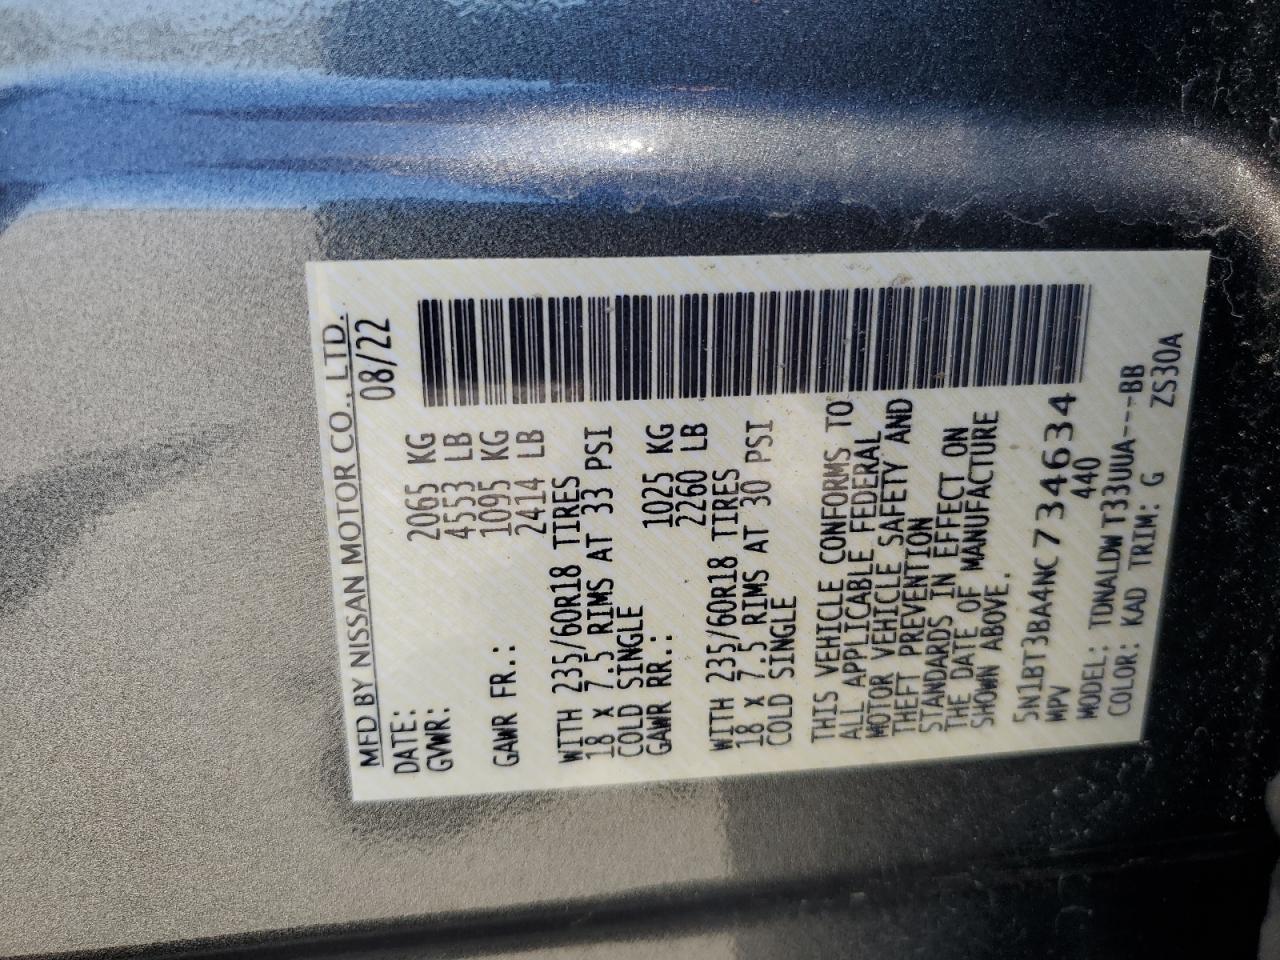 MFD BY NISSAN MOTOR CO., LTD.
DATE: 08/22
GVWR: 2065 KG
4553 LB
GAWR FR.: 1095 KG
2414 LB
WITH 235/60R18 TIRES
18 x 7.5 RIMS AT 33 PSI
COLD SINGLE
GAWR RR.: 1025 KG
2260 LB
WITH 235/60R18 TIRES
18 x 7.5 RIMS AT 30 PSI
COLD SINGLE
THIS VEHICLE CONFORMS TO
ALL APPLICABLE FEDERAL
MOTOR VEHICLE SAFETY AND
THEFT PREVENTION
STANDARDS IN EFFECT ON
THE DATE OF MANUFACTURE
SHOWN ABOVE.
5N1BT3BA4NC734634
MPV 440
MODEL: TDNALDW T33UUA---BB
COLOR: KAD TRIM: G ZS30A